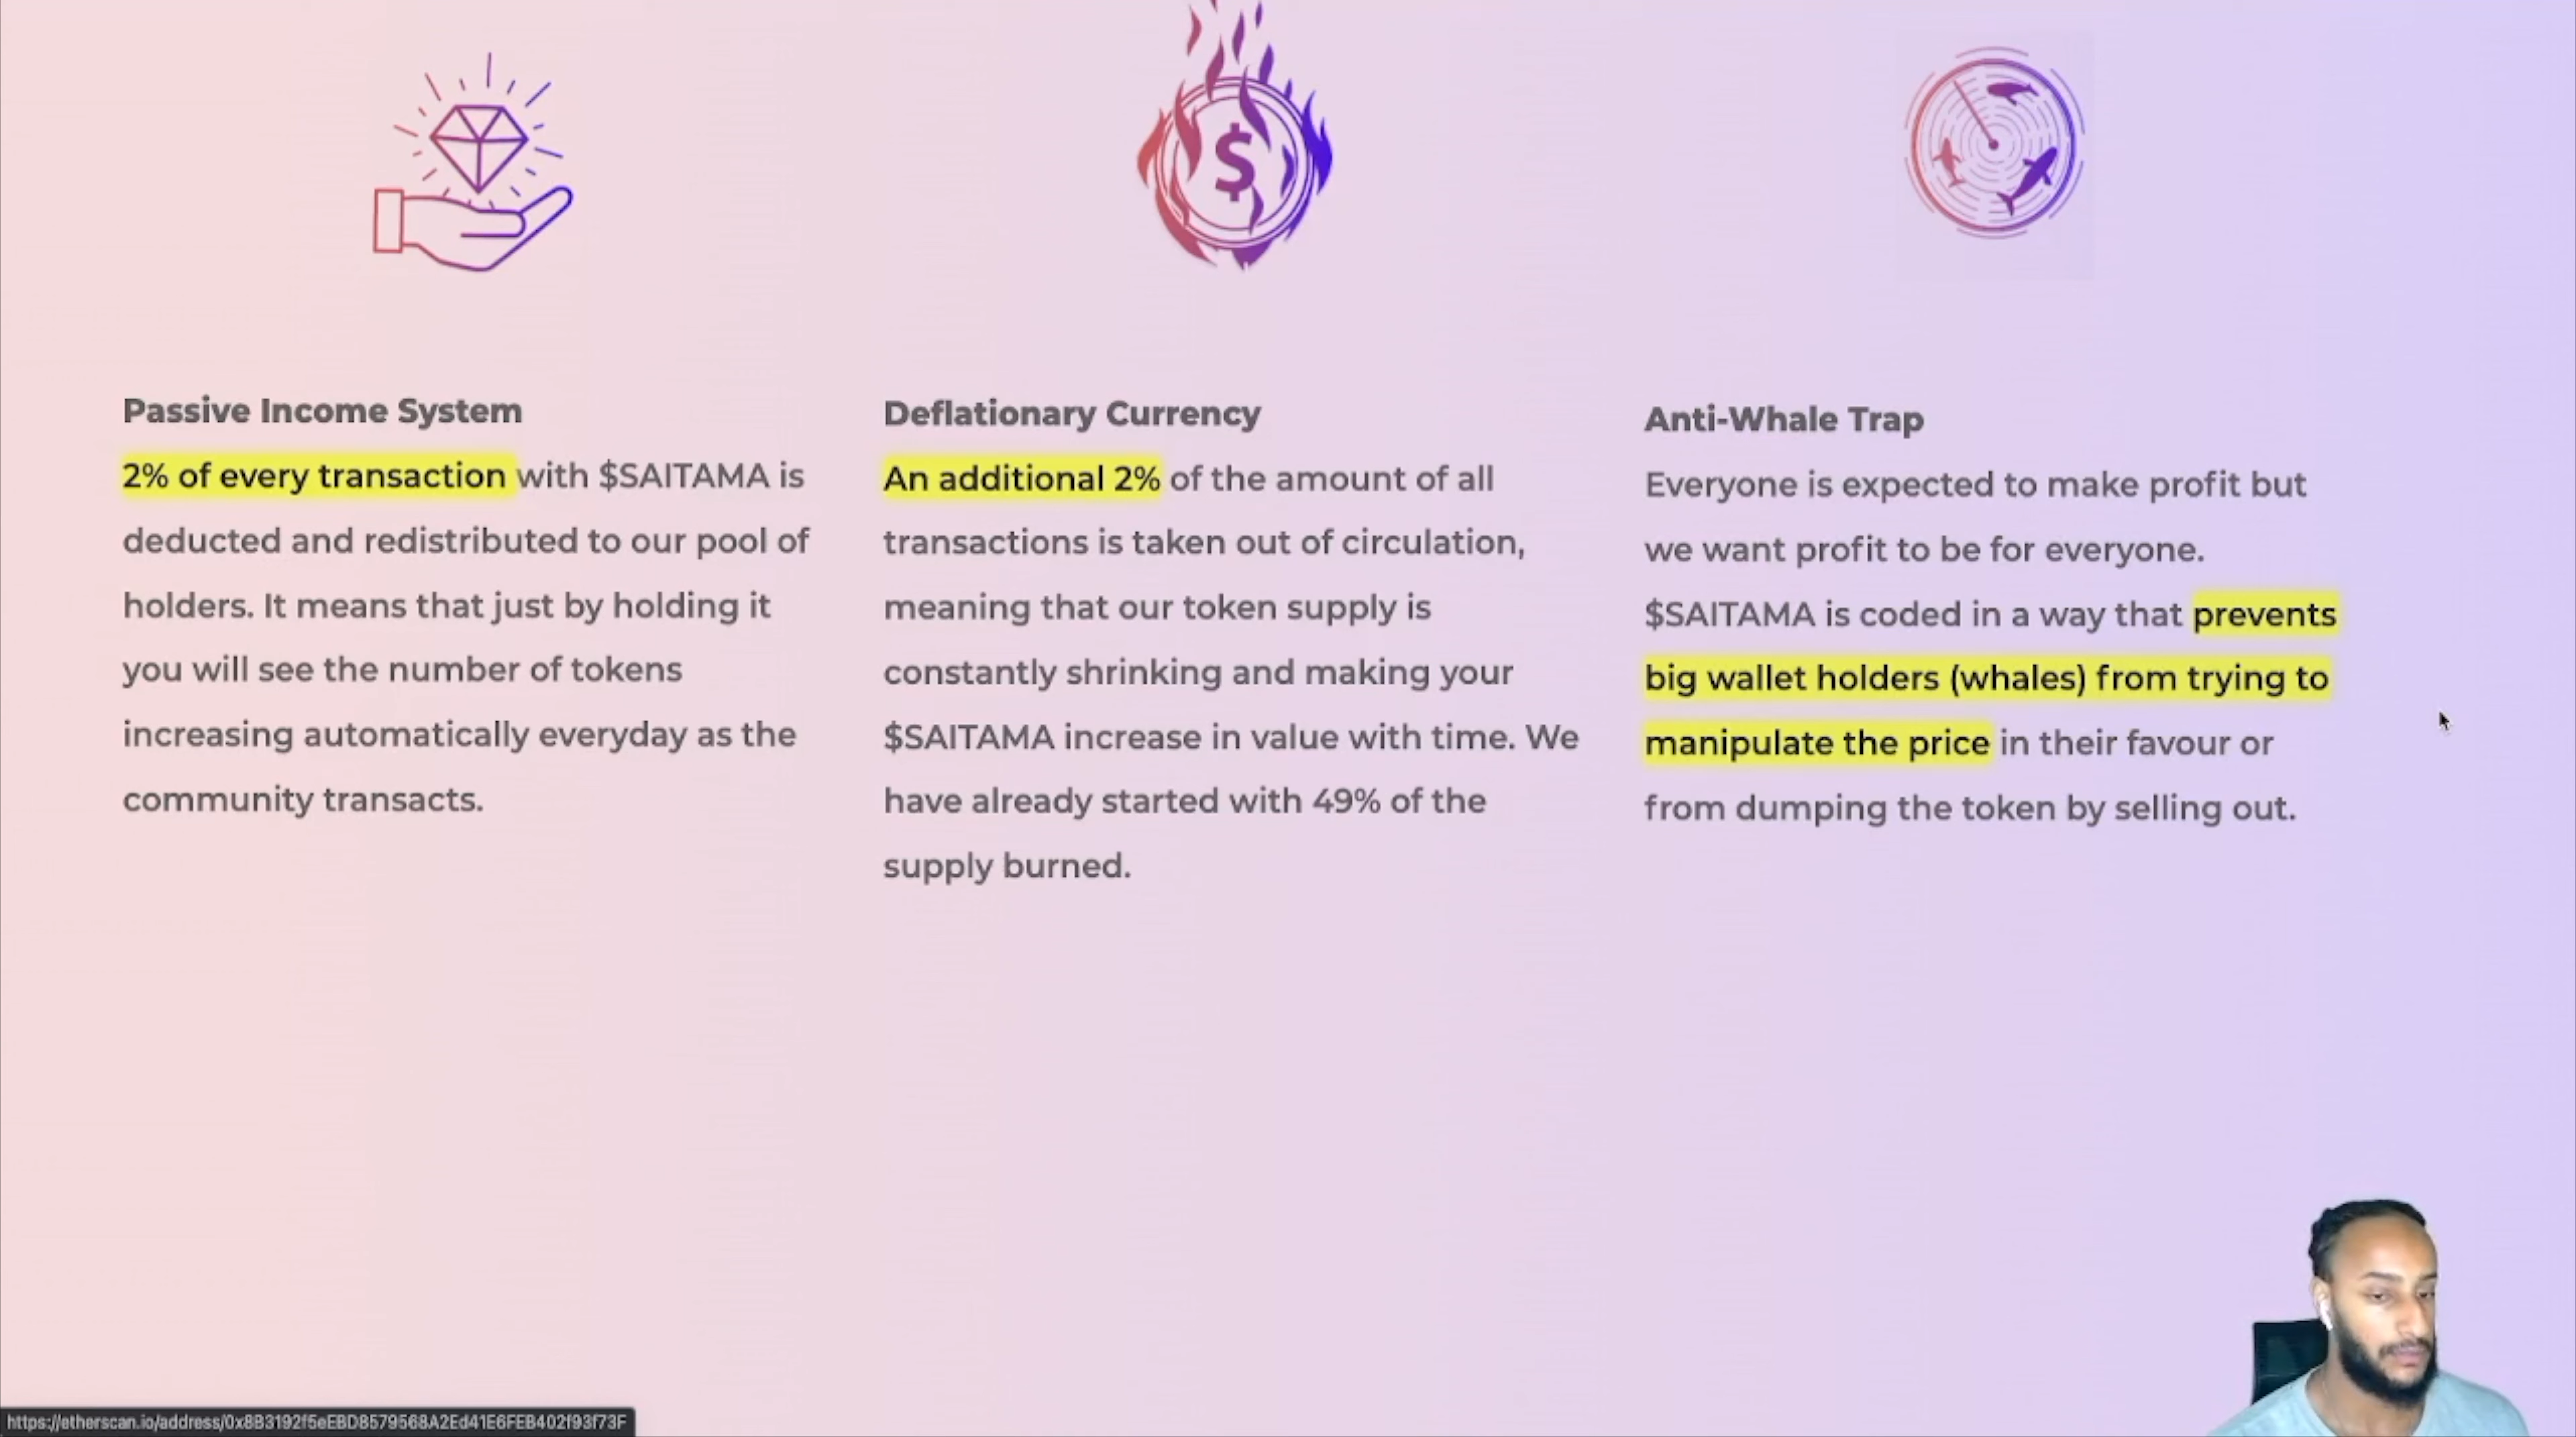 Passive Income System
2% of every transaction with $SAITAMA is
deducted and redistributed to our pool of
holders. It means that just by holding it
you will see the number of tokens
increasing automatically everyday as the
community transacts.
Deflationary Currency
An additional 2% of the amount of all
transactions is taken out of circulation,
meaning that our token supply is
constantly shrinking and making your
$SAITAMA increase in value with time. We
have already started with 49% of the
supply burned.
Anti-Whale Trap
Everyone is expected to make profit but
we want profit to be for everyone.
$SAITAMA is coded in a way that prevents
big wallet holders (whales) from trying to
manipulate the price in their favour or
from dumping the token by selling out.
$
https://etherscan.io/address/0x8B3192f5eEBD8579568A2Ed41E6FEB402f93f73F